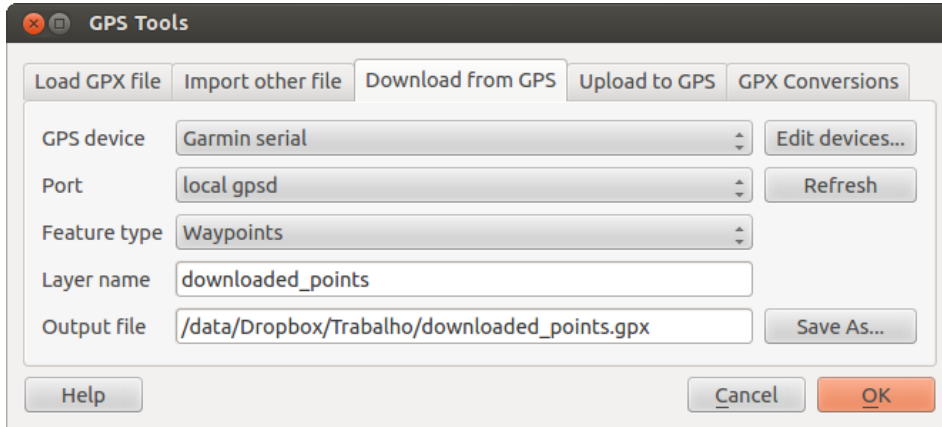 GPS Tools
Load GPX file Import other file Download from GPS Upload to GPS GPX Conversions
GPS device Garmin serial Edit devices...
Port local gpsd Refresh
Feature type Waypoints
Layer name downloaded_points
Output file /data/Dropbox/Trabalho/downloaded_points.gpx Save As...
Help Cancel OK